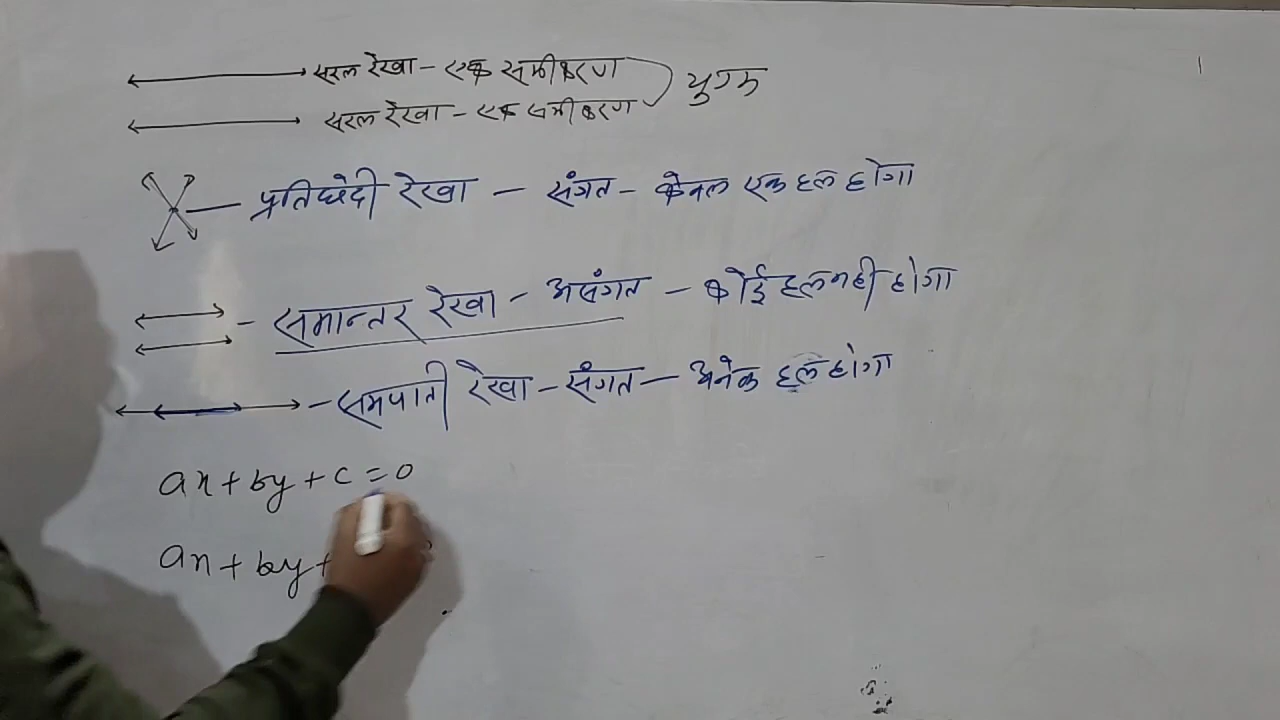 सरल रेखा - एक समीकरण
सरल रेखा - एक समीकरण
युग्म
प्रतिछेदी रेखा - संगत - केवल एक हल होगा
समान्तर रेखा - असंगत - कोई हल नही होगा
समपाती रेखा - संगत - अनेक हल होगा
ax + by + c = 0
ax + by +